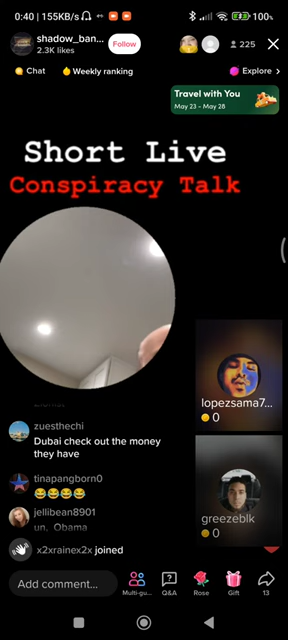 0:40 | 155KB/s
100%
shadow_ban...
2.3K likes
Follow
225
Chat
Weekly ranking
Explore >
Travel with You
May 23 - May 28
Short Live
Conspiracy Talk
lopezsama7...
0
zuesthechi
Dubai check out the money
they have
tinapangborn0
😂😂😂😂
jellibean8901
un, Obama
greezeblk
0
x2xrainex2x joined
Add comment...
Multi-gu...
Q&A
Rose
Gift
13